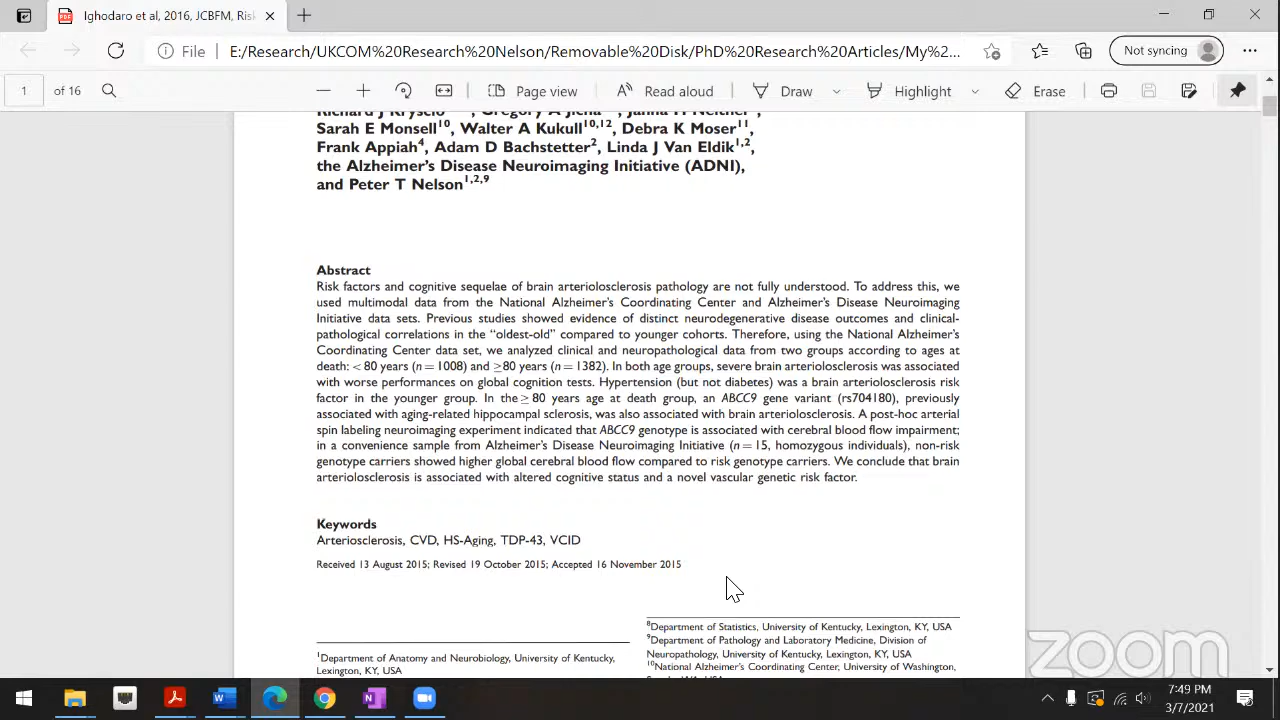 Ighodaro et al, 2016, JCBFM, Ris
File
E:/Research/UKCOM%20Research%20Nelson/Removable%20Disk/PhD%20Research%20Articles/My%2...
Not syncing
1
of 16
Page view
Read aloud
Draw
Highlight
Erase
Sarah E Monsell10, Walter A Kukull10,12, Debra K Moser11,
Frank Appiah4, Adam D Bachstetter2, Linda J Van Eldik1,2,
the Alzheimer's Disease Neuroimaging Initiative (ADNI),
and Peter T Nelson1,2,9
Abstract
Risk factors and cognitive sequelae of brain arteriolosclerosis pathology are not fully understood. To address this, we
used multimodal data from the National Alzheimer's Coordinating Center and Alzheimer's Disease Neuroimaging
Initiative data sets. Previous studies showed evidence of distinct neurodegenerative disease outcomes and clinical-
pathological correlations in the "oldest-old" compared to younger cohorts. Therefore, using the National Alzheimer's
Coordinating Center data set, we analyzed clinical and neuropathological data from two groups according to ages at
death: < 80 years (n = 1008) and ≥80 years (n = 1382). In both age groups, severe brain arteriolosclerosis was associated
with worse performances on global cognition tests. Hypertension (but not diabetes) was a brain arteriolosclerosis risk
factor in the younger group. In the ≥ 80 years age at death group, an ABCC9 gene variant (rs704180), previously
associated with aging-related hippocampal sclerosis, was also associated with brain arteriolosclerosis. A post-hoc arterial
spin labeling neuroimaging experiment indicated that ABCC9 genotype is associated with cerebral blood flow impairment;
in a convenience sample from Alzheimer's Disease Neuroimaging Initiative (n = 15, homozygous individuals), non-risk
genotype carriers showed higher global cerebral blood flow compared to risk genotype carriers. We conclude that brain
arteriolosclerosis is associated with altered cognitive status and a novel vascular genetic risk factor.
Keywords
Arteriosclerosis, CVD, HS-Aging, TDP-43, VCID
Received 13 August 2015; Revised 19 October 2015; Accepted 16 November 2015
1Department of Anatomy and Neurobiology, University of Kentucky,
Lexington, KY, USA
8Department of Statistics, University of Kentucky, Lexington, KY, USA
9Department of Pathology and Laboratory Medicine, Division of
Neuropathology, University of Kentucky, Lexington, KY, USA
10National Alzheimer's Coordinating Center, University of Washington,
zoom
7:49 PM
3/7/2021